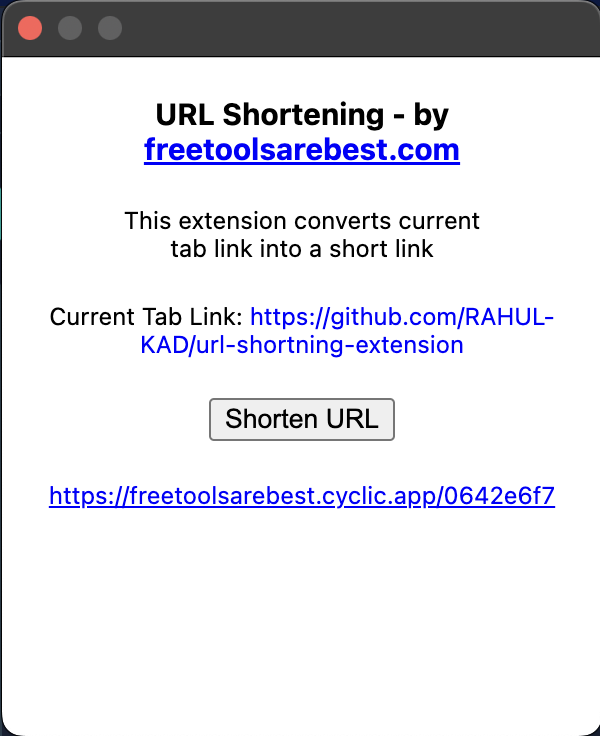 URL Shortening - by
freetoolsarebest.com
This extension converts current
tab link into a short link
Current Tab Link: https://github.com/RAHUL-
KAD/url-shortning-extension
Shorten URL
https://freetoolsarebest.cyclic.app/0642e6f7